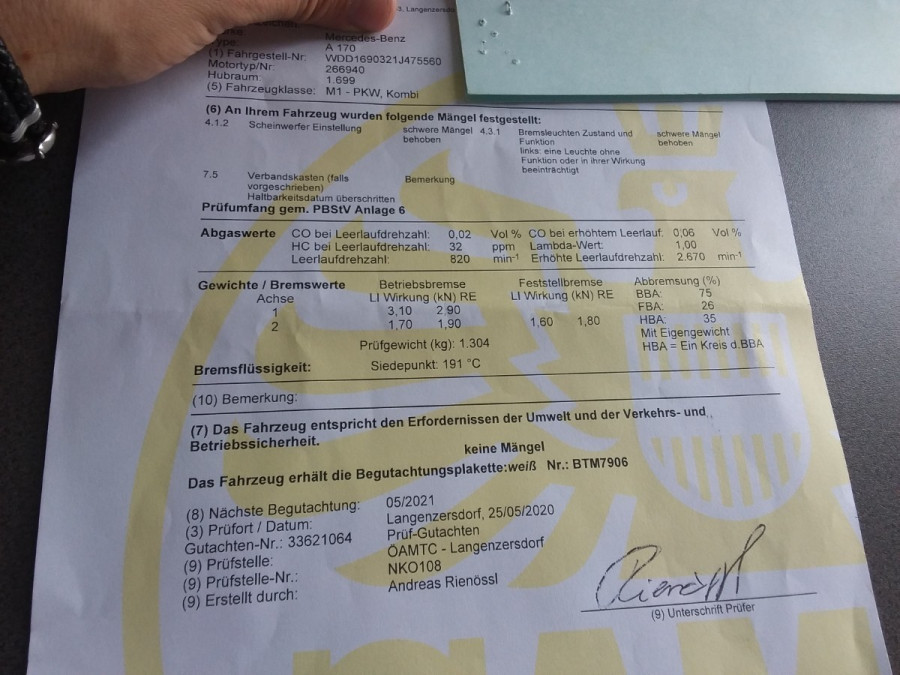 3, Langenzersdorf
Mercedes-Benz
Type: A 170
(1) Fahrgestell-Nr: WDD1690321J475560
Motortyp/Nr: 266940
Hubraum: 1.699
(5) Fahrzeugklasse: M1 - PKW, Kombi
(6) An Ihrem Fahrzeug wurden folgende Mängel festgestellt:
4.1.2 Scheinwerfer Einstellung schwere Mängel behoben
4.3.1 Bremsleuchten Zustand und Funktion schwere Mängel behoben
links: eine Leuchte ohne
Funktion oder in ihrer Wirkung
beeinträchtigt
7.5 Verbandskasten (falls Bemerkung
vorgeschrieben)
Haltbarkeitsdatum überschritten
Prüfumfang gem. PBStV Anlage 6
Abgaswerte CO bei Leerlaufdrehzahl: 0,02 Vol % CO bei erhöhtem Leerlauf: 0,06 Vol %
HC bei Leerlaufdrehzahl: 32 ppm Lambda-Wert: 1,00
Leerlaufdrehzahl: 820 min-1 Erhöhte Leerlaufdrehzahl: 2.670 min-1
Gewichte / Bremswerte Betriebsbremse Feststellbremse Abbremsung (%)
Achse LI Wirkung (kN) RE LI Wirkung (kN) RE BBA: 75
1 3,10 2,90 FBA: 26
2 1,70 1,90 1,60 1,80 HBA: 35
Mit Eigengewicht
Prüfgewicht (kg): 1.304 HBA = Ein Kreis d.BBA
Bremsflüssigkeit: Siedepunkt: 191 °C
(10) Bemerkung:
(7) Das Fahrzeug entspricht den Erfordernissen der Umwelt und der Verkehrs- und
Betriebssicherheit.
keine Mängel
Das Fahrzeug erhält die Begutachtungsplakette:weiß Nr.: BTM7906
(8) Nächste Begutachtung: 05/2021
(3) Prüfort / Datum: Langenzersdorf, 25/05/2020
Gutachten-Nr.: 33621064 Prüf-Gutachten
(9) Prüfstelle: ÖAMTC - Langenzersdorf
(9) Prüfstelle-Nr.: NKO108
(9) Erstellt durch: Andreas Rienössl
Rienössl
(9) Unterschrift Prüfer